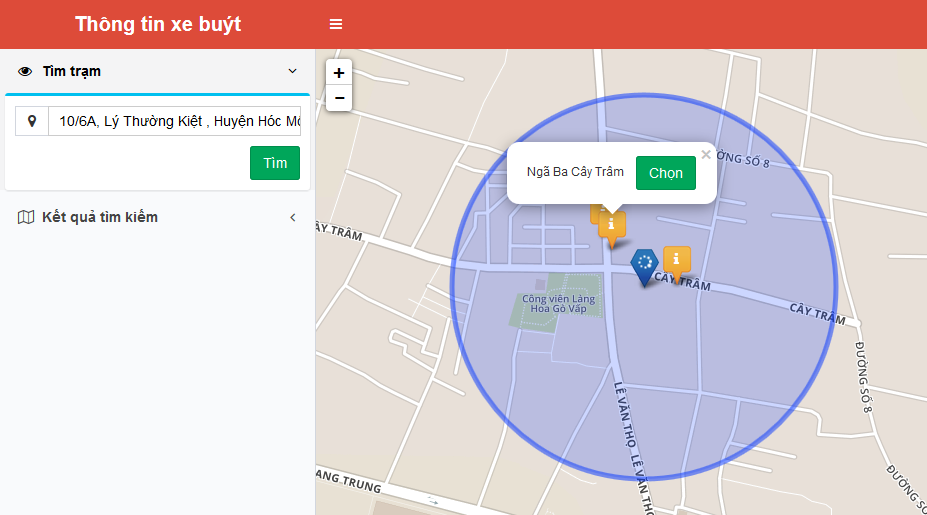 Thông tin xe buýt
Tìm trạm
10/6A, Lý Thường Kiệt , Huyện Hóc Mô
Tìm
Kết quả tìm kiếm
+
−
Ngã Ba Cây Trâm
Chọn
×
ĐƯỜNG SỐ 8
CÂY TRÂM
CÂY TRÂM
CÂY TRÂM
Công viên Làng
Hoa Gò Vấp
ĐƯỜNG SỐ 8
LÊ VĂN THỌ
LÊ VĂN THỌ
ANG TRUNG
ĐƯỜNG SỐ